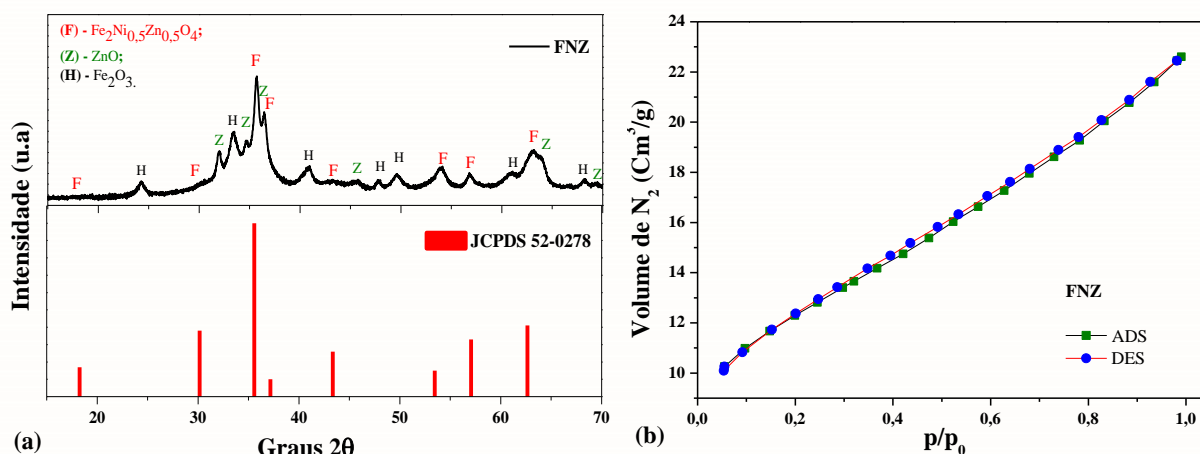 (F) - Fe2Ni0,5Zn0,5O4;
(Z) - ZnO;
(H) - Fe2O3.
FNZ
F
H
F
Z
H
Z
F
Z
F
H
F
Z
H
H
F
F
H
F
Z
H
Z
JCPDS 52-0278
Intensidade (u.a)
20
30
40
50
60
70
Graus 2θ
(a)
24
22
20
18
16
14
12
10
Volume de N2 (Cm³/g)
FNZ
ADS
DES
0,0
0,2
0,4
0,6
0,8
1,0
p/p0
(b)